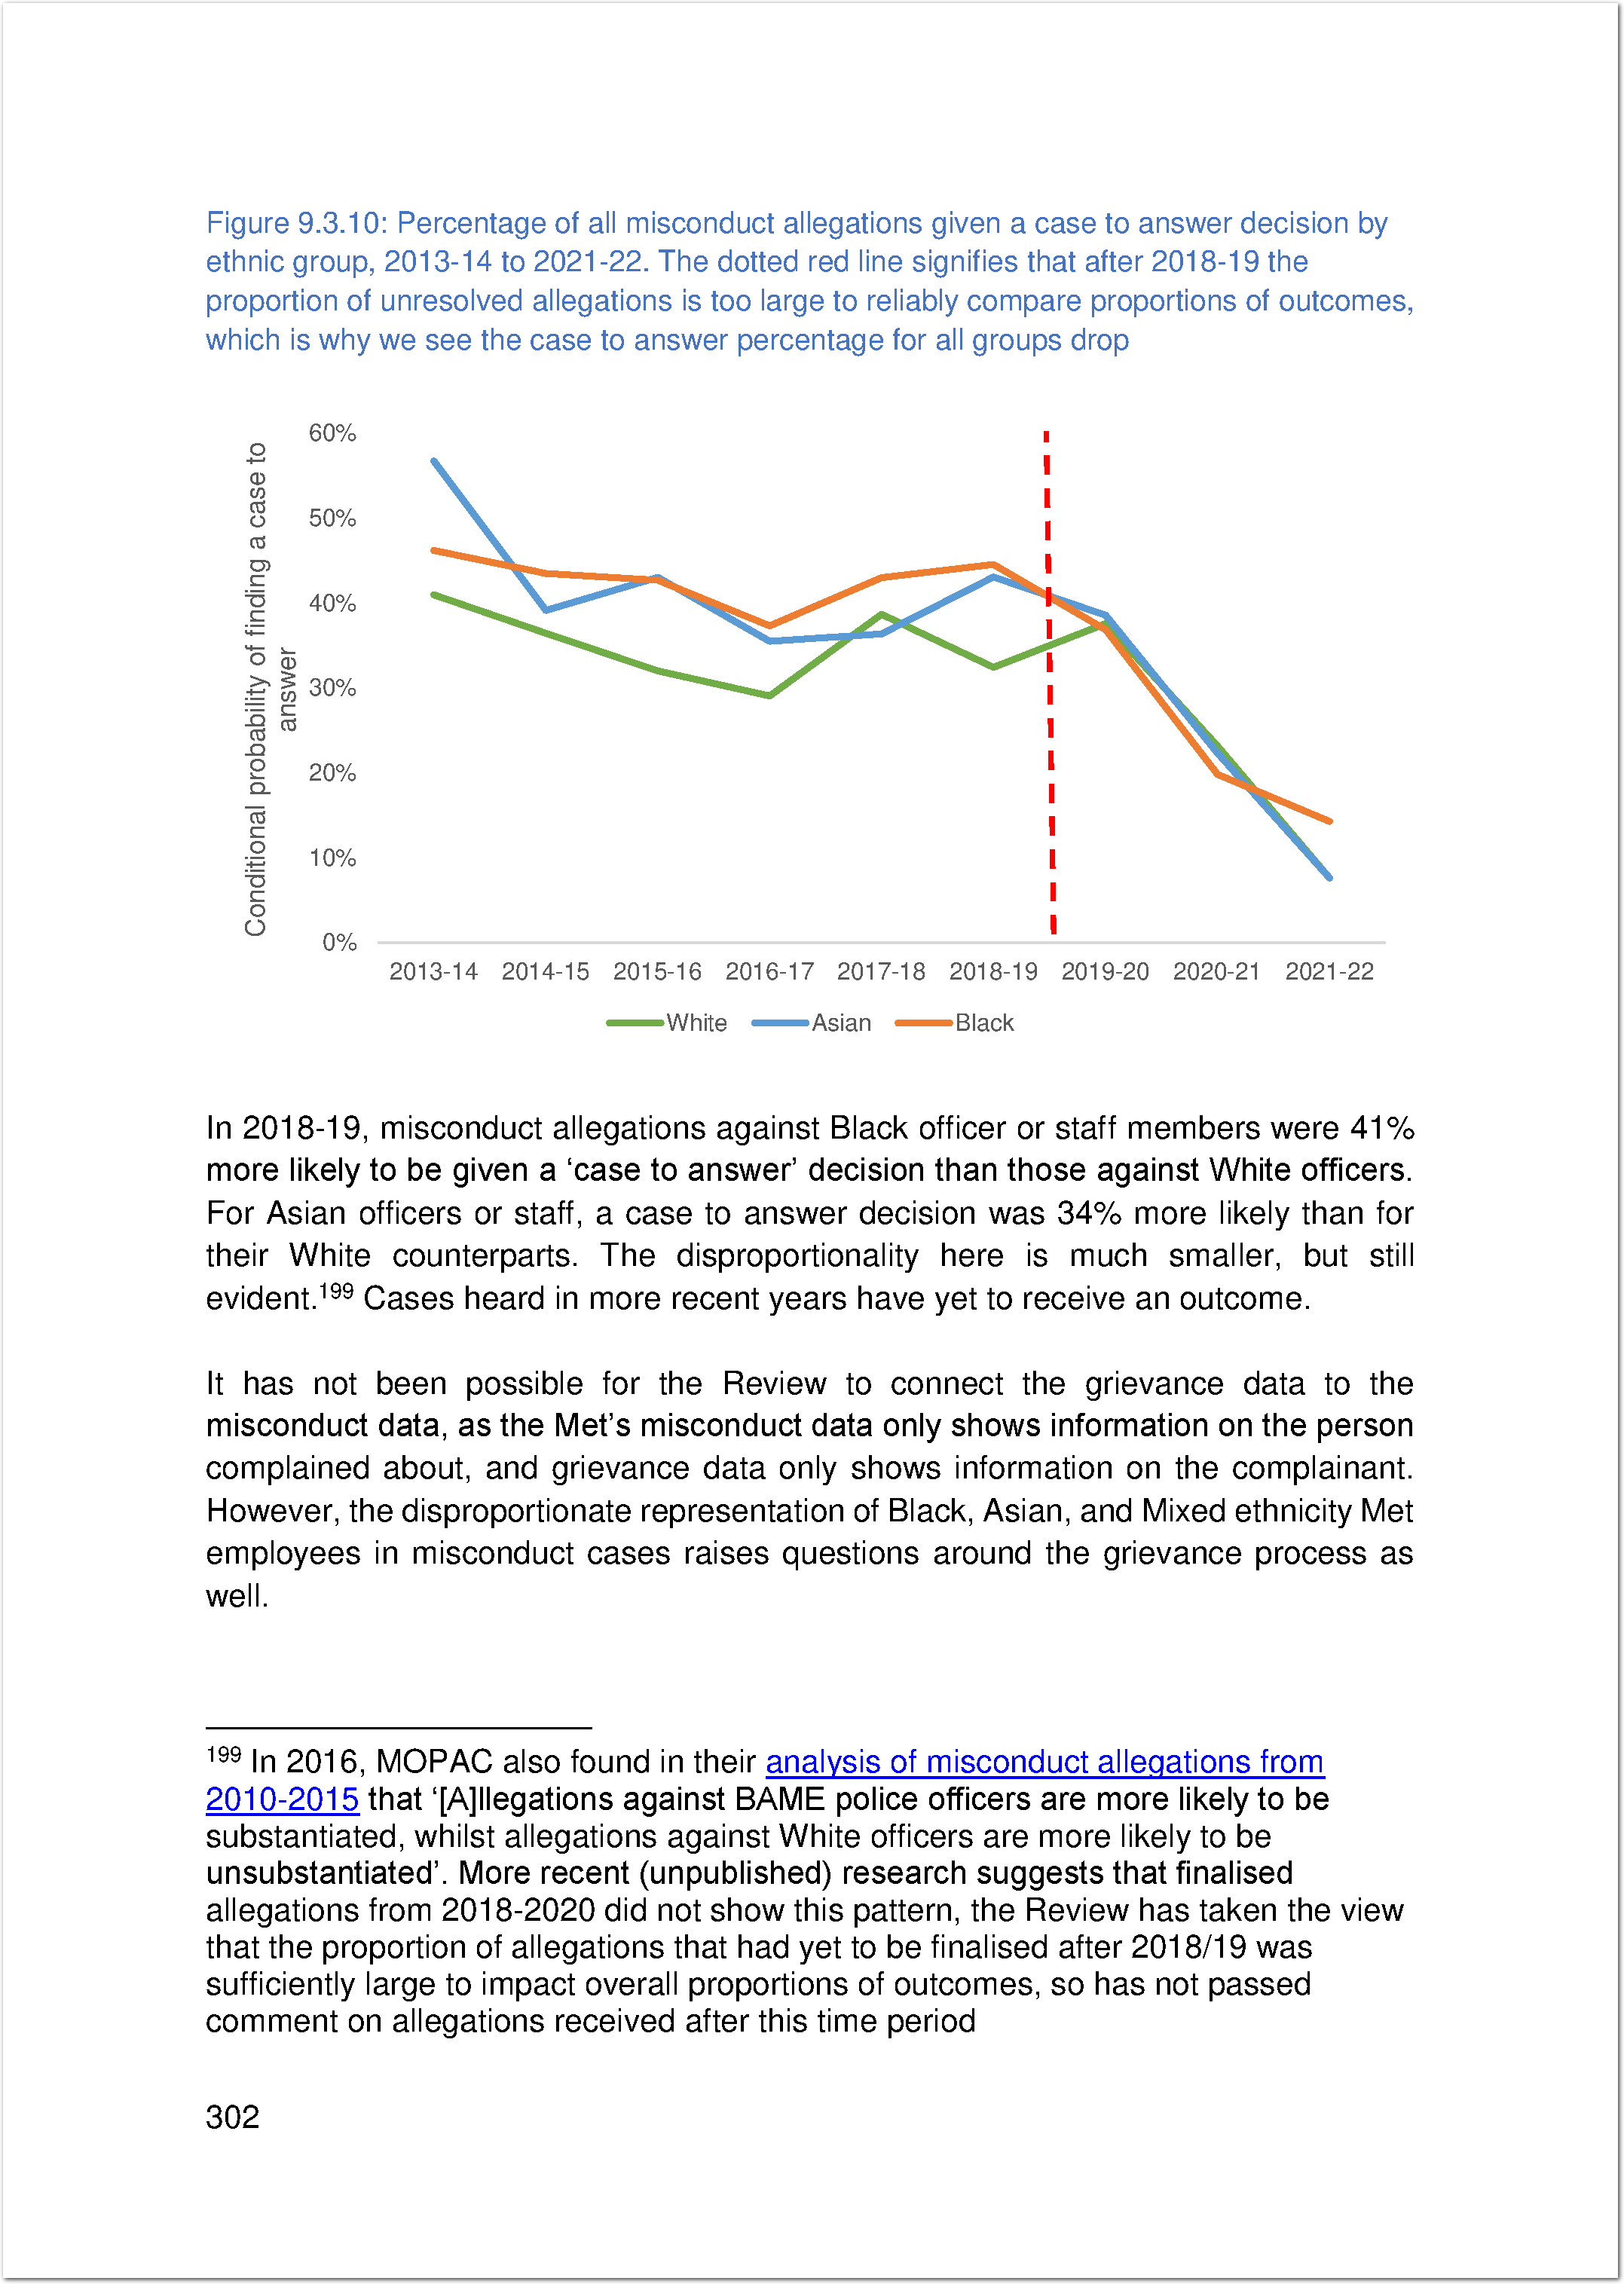 Figure 9.3.10: Percentage of all misconduct allegations given a case to answer decision by
ethnic group, 2013-14 to 2021-22. The dotted red line signifies that after 2018-19 the
proportion of unresolved allegations is too large to reliably compare proportions of outcomes,
which is why we see the case to answer percentage for all groups drop
Conditional probability of finding a case to
answer
60%
50%
40%
30%
20%
10%
0%
2013-14 2014-15 2015-16 2016-17 2017-18 2018-19 2019-20 2020-21 2021-22
White Asian Black
In 2018-19, misconduct allegations against Black officer or staff members were 41%
more likely to be given a ‘case to answer’ decision than those against White officers.
For Asian officers or staff, a case to answer decision was 34% more likely than for
their White counterparts. The disproportionality here is much smaller, but still
evident.199 Cases heard in more recent years have yet to receive an outcome.
It has not been possible for the Review to connect the grievance data to the
misconduct data, as the Met’s misconduct data only shows information on the person
complained about, and grievance data only shows information on the complainant.
However, the disproportionate representation of Black, Asian, and Mixed ethnicity Met
employees in misconduct cases raises questions around the grievance process as
well.
199 In 2016, MOPAC also found in their analysis of misconduct allegations from
2010-2015 that ‘[A]llegations against BAME police officers are more likely to be
substantiated, whilst allegations against White officers are more likely to be
unsubstantiated’. More recent (unpublished) research suggests that finalised
allegations from 2018-2020 did not show this pattern, the Review has taken the view
that the proportion of allegations that had yet to be finalised after 2018/19 was
sufficiently large to impact overall proportions of outcomes, so has not passed
comment on allegations received after this time period
302